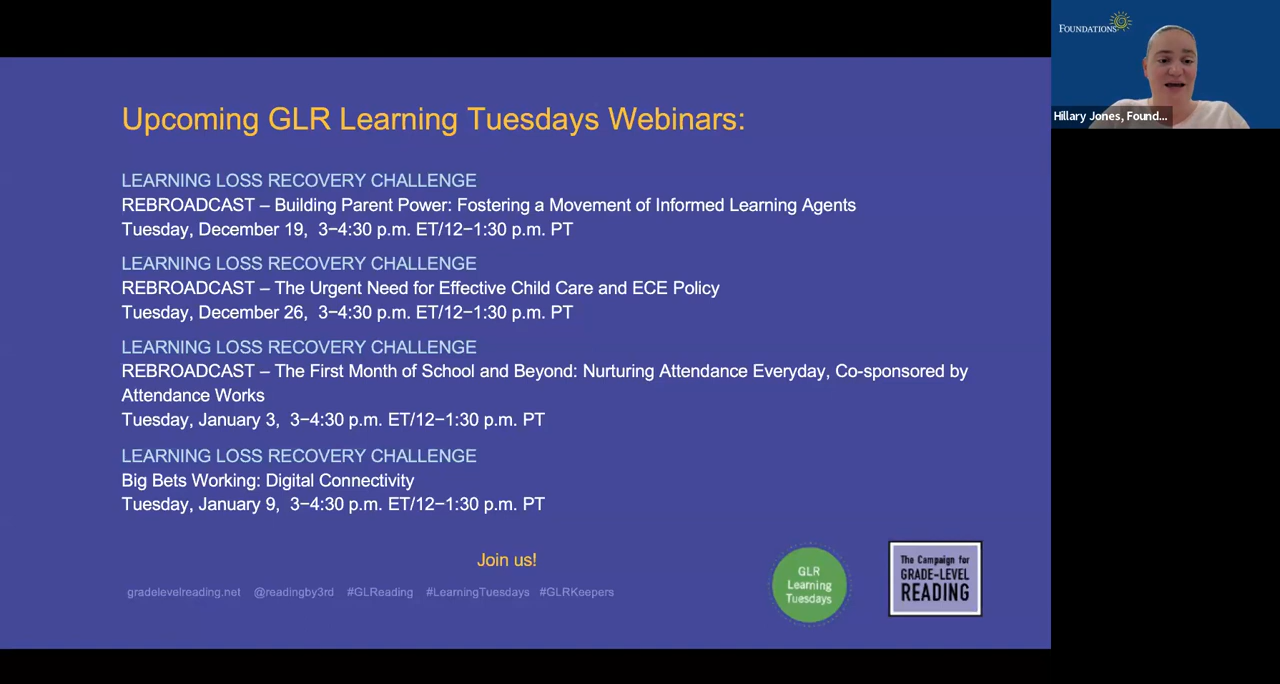 Upcoming GLR Learning Tuesdays Webinars:
LEARNING LOSS RECOVERY CHALLENGE
REBROADCAST – Building Parent Power: Fostering a Movement of Informed Learning Agents
Tuesday, December 19, 3–4:30 p.m. ET/12–1:30 p.m. PT
LEARNING LOSS RECOVERY CHALLENGE
REBROADCAST – The Urgent Need for Effective Child Care and ECE Policy
Tuesday, December 26, 3–4:30 p.m. ET/12–1:30 p.m. PT
LEARNING LOSS RECOVERY CHALLENGE
REBROADCAST – The First Month of School and Beyond: Nurturing Attendance Everyday, Co-sponsored by
Attendance Works
Tuesday, January 3, 3–4:30 p.m. ET/12–1:30 p.m. PT
LEARNING LOSS RECOVERY CHALLENGE
Big Bets Working: Digital Connectivity
Tuesday, January 9, 3–4:30 p.m. ET/12–1:30 p.m. PT
Join us!
gradelevelreading.net @readingby3rd #GLReading #LearningTuesdays #GLRKeepers
GLR
Learning
Tuesdays
The Campaign for
GRADE-LEVEL
READING
FOUNDATIONS
Hillary Jones, Found...